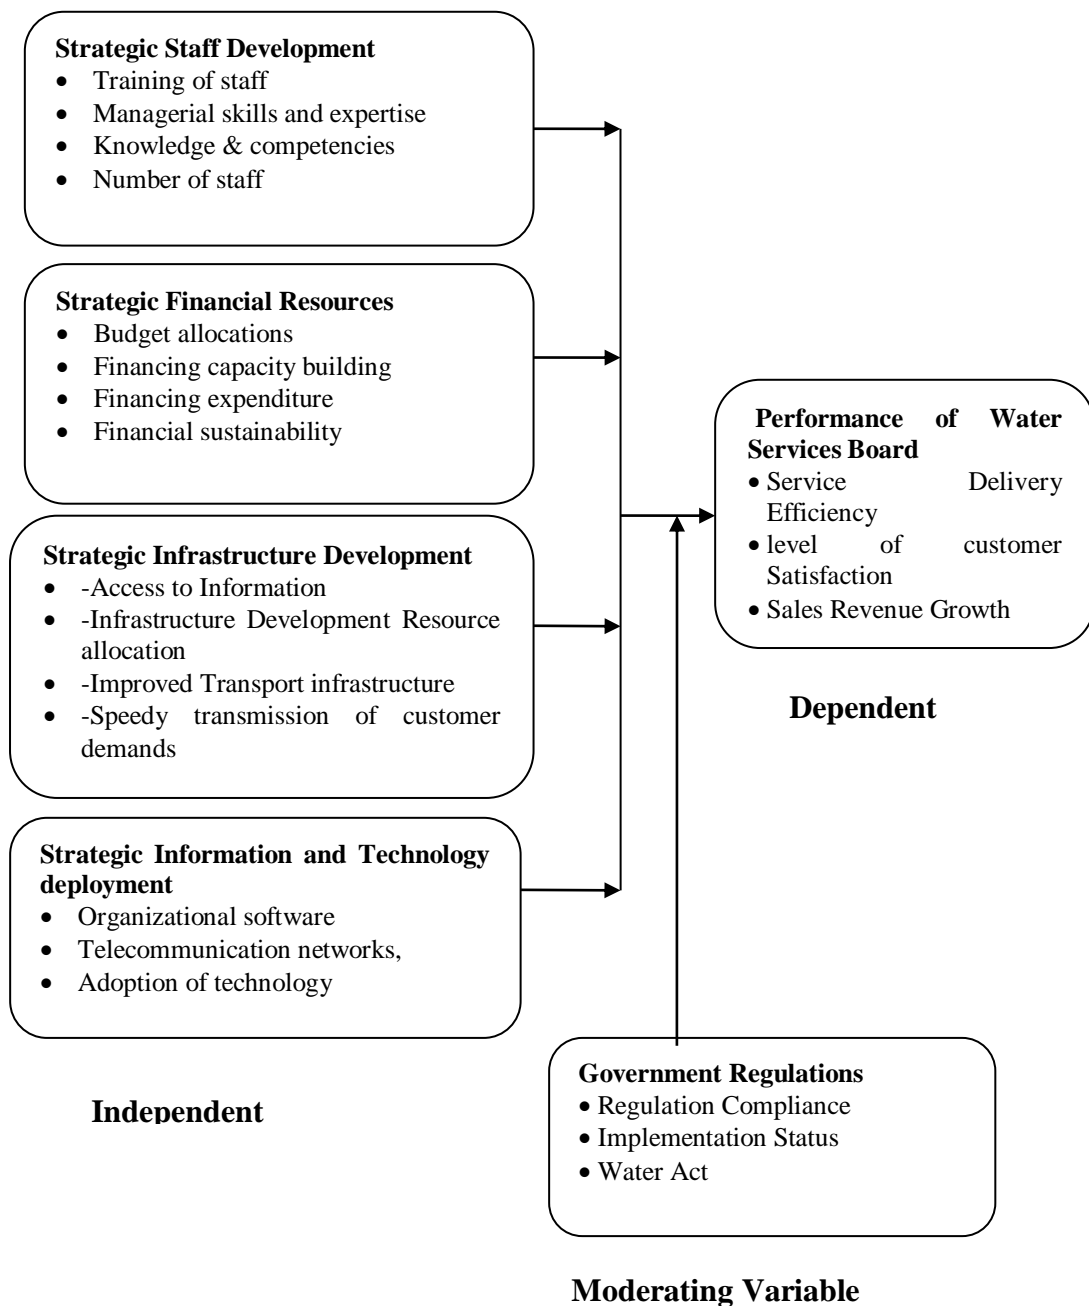 Strategic Staff Development
• Training of staff
• Managerial skills and expertise
• Knowledge & competencies
• Number of staff
Strategic Financial Resources
• Budget allocations
• Financing capacity building
• Financing expenditure
• Financial sustainability
Strategic Infrastructure Development
• -Access to Information
• -Infrastructure Development Resource
allocation
• -Improved Transport infrastructure
• -Speedy transmission of customer
demands
Strategic Information and Technology
deployment
• Organizational software
• Telecommunication networks,
• Adoption of technology
Independent
Performance of Water
Services Board
• Service Delivery
Efficiency
• level of customer
Satisfaction
• Sales Revenue Growth
Dependent
Government Regulations
• Regulation Compliance
• Implementation Status
• Water Act
Moderating Variable